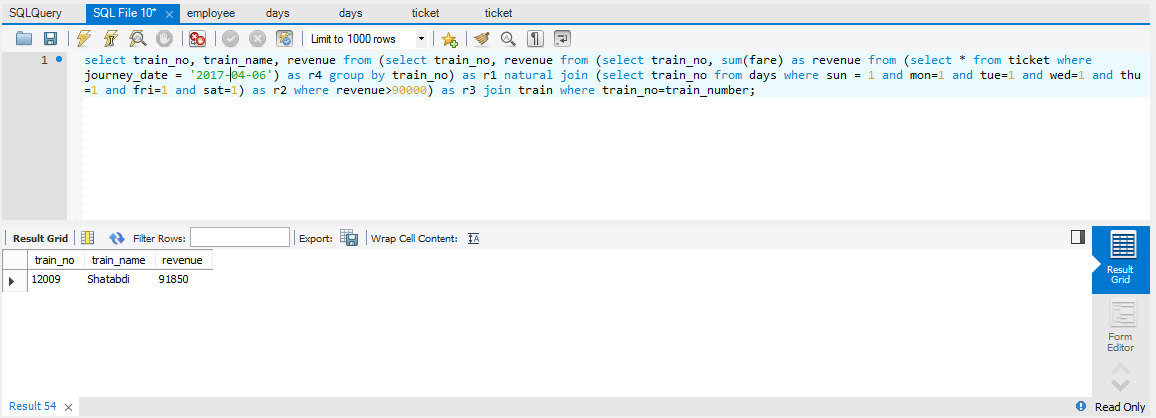 SQLQuery SQL File 10* employee days days ticket ticket
Limit to 1000 rows
1 select train_no, train_name, revenue from (select train_no, revenue from (select train_no, sum(fare) as revenue from (select * from ticket where
journey_date = '2017-04-06') as r4 group by train_no) as r1 natural join (select train_no from days where sun = 1 and mon=1 and tue=1 and wed=1 and thu
=1 and fri=1 and sat=1) as r2 where revenue>90000) as r3 join train where train_no=train_number;
Result Grid Filter Rows: Export: Wrap Cell Content:
train_no train_name revenue
12009 Shatabdi 91850
Result
Grid
Form
Editor
Result 54 Read Only